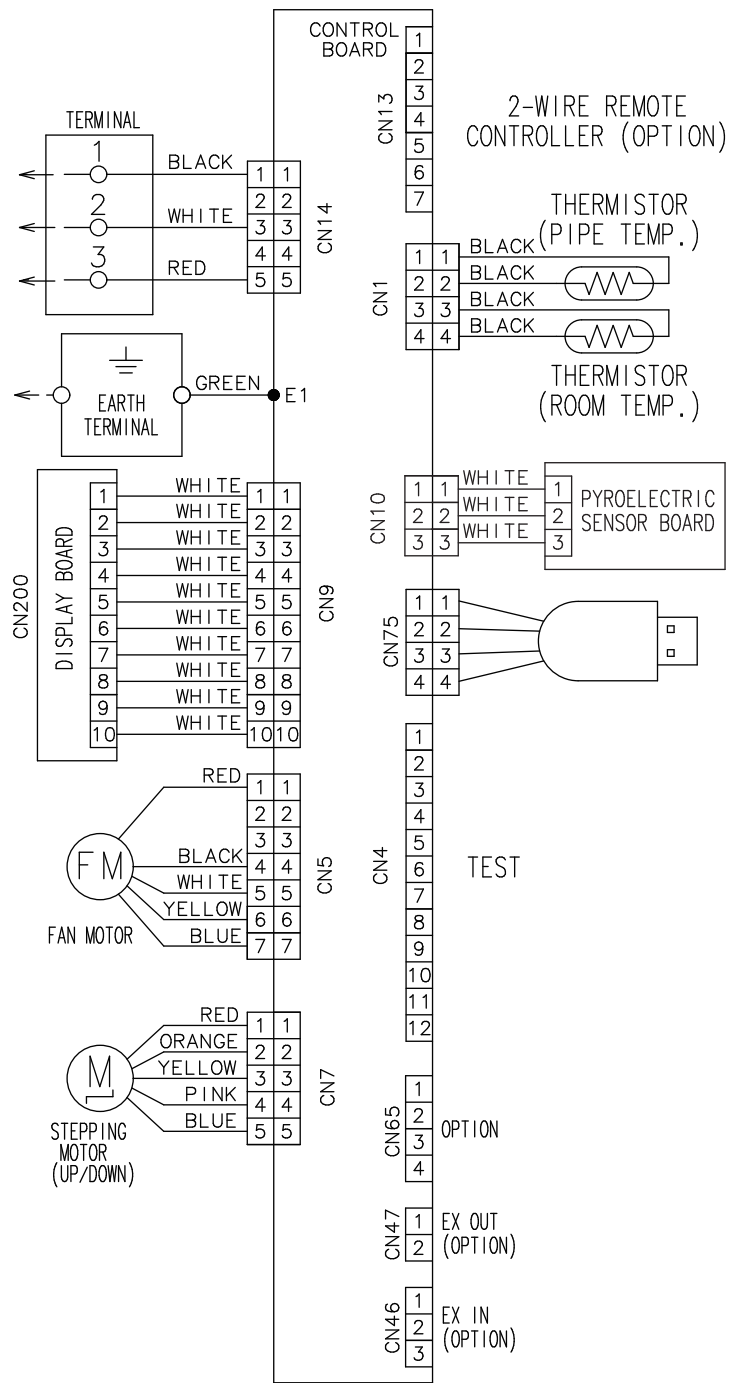 CONTROL
BOARD
CN13
1
2
3
4
5
6
7
2-WIRE REMOTE
CONTROLLER (OPTION)
TERMINAL
1
2
3
BLACK
WHITE
RED
1 1
2 2
3 3
4 4
5 5
CN14
THERMISTOR
(PIPE TEMP.)
CN1
1 1
2 2
3 3
4 4
BLACK
BLACK
BLACK
BLACK
THERMISTOR
(ROOM TEMP.)
EARTH
TERMINAL
GREEN
E1
CN200
DISPLAY BOARD
1
2
3
4
5
6
7
8
9
10
WHITE
WHITE
WHITE
WHITE
WHITE
WHITE
WHITE
WHITE
WHITE
WHITE
1 1
2 2
3 3
4 4
5 5
6 6
7 7
8 8
9 9
10 10
CN9
CN10
1 1
2 2
3 3
WHITE
WHITE
WHITE
1
2
3
PYROELECTRIC
SENSOR BOARD
CN75
1 1
2 2
3 3
4 4
FM
FAN MOTOR
RED
BLACK
WHITE
YELLOW
BLUE
1 1
2 2
3 3
4 4
5 5
6 6
7 7
CN5
CN4
1
2
3
4
5
6
7
8
9
10
11
12
TEST
M
STEPPING
MOTOR
(UP/DOWN)
RED
ORANGE
YELLOW
PINK
BLUE
1 1
2 2
3 3
4 4
5 5
CN7
CN65
1
2
3
4
OPTION
CN47
1
2
EX OUT
(OPTION)
CN46
1
2
3
EX IN
(OPTION)